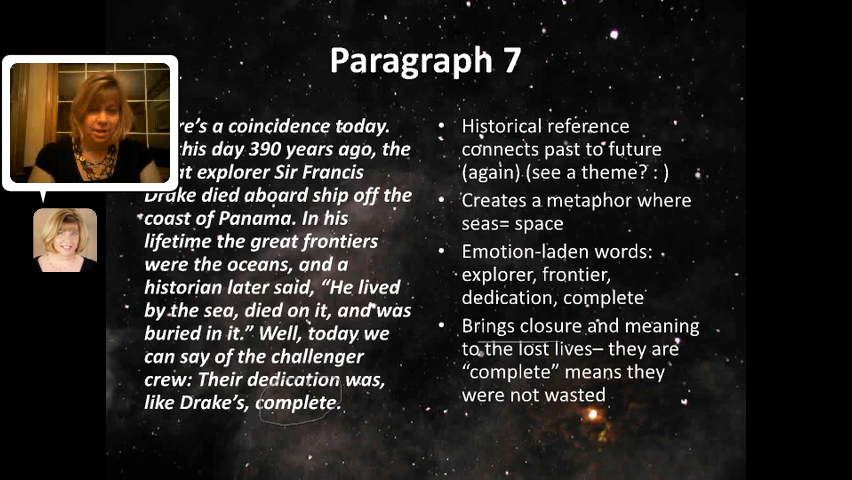 Paragraph 7
re's a coincidence today.
his day 390 years ago, the
at explorer Sir Francis
Drake died aboard ship off the
coast of Panama. In his
lifetime the great frontiers
were the oceans, and a
historian later said, “He lived
by the sea, died on it, and was
buried in it.” Well, today we
can say of the challenger
crew: Their dedication was,
like Drake’s, complete.
• Historical reference
connects past to future
(again) (see a theme? : )
• Creates a metaphor where
seas= space
• Emotion-laden words:
explorer, frontier,
dedication, complete
• Brings closure and meaning
to the lost lives– they are
“complete” means they
were not wasted